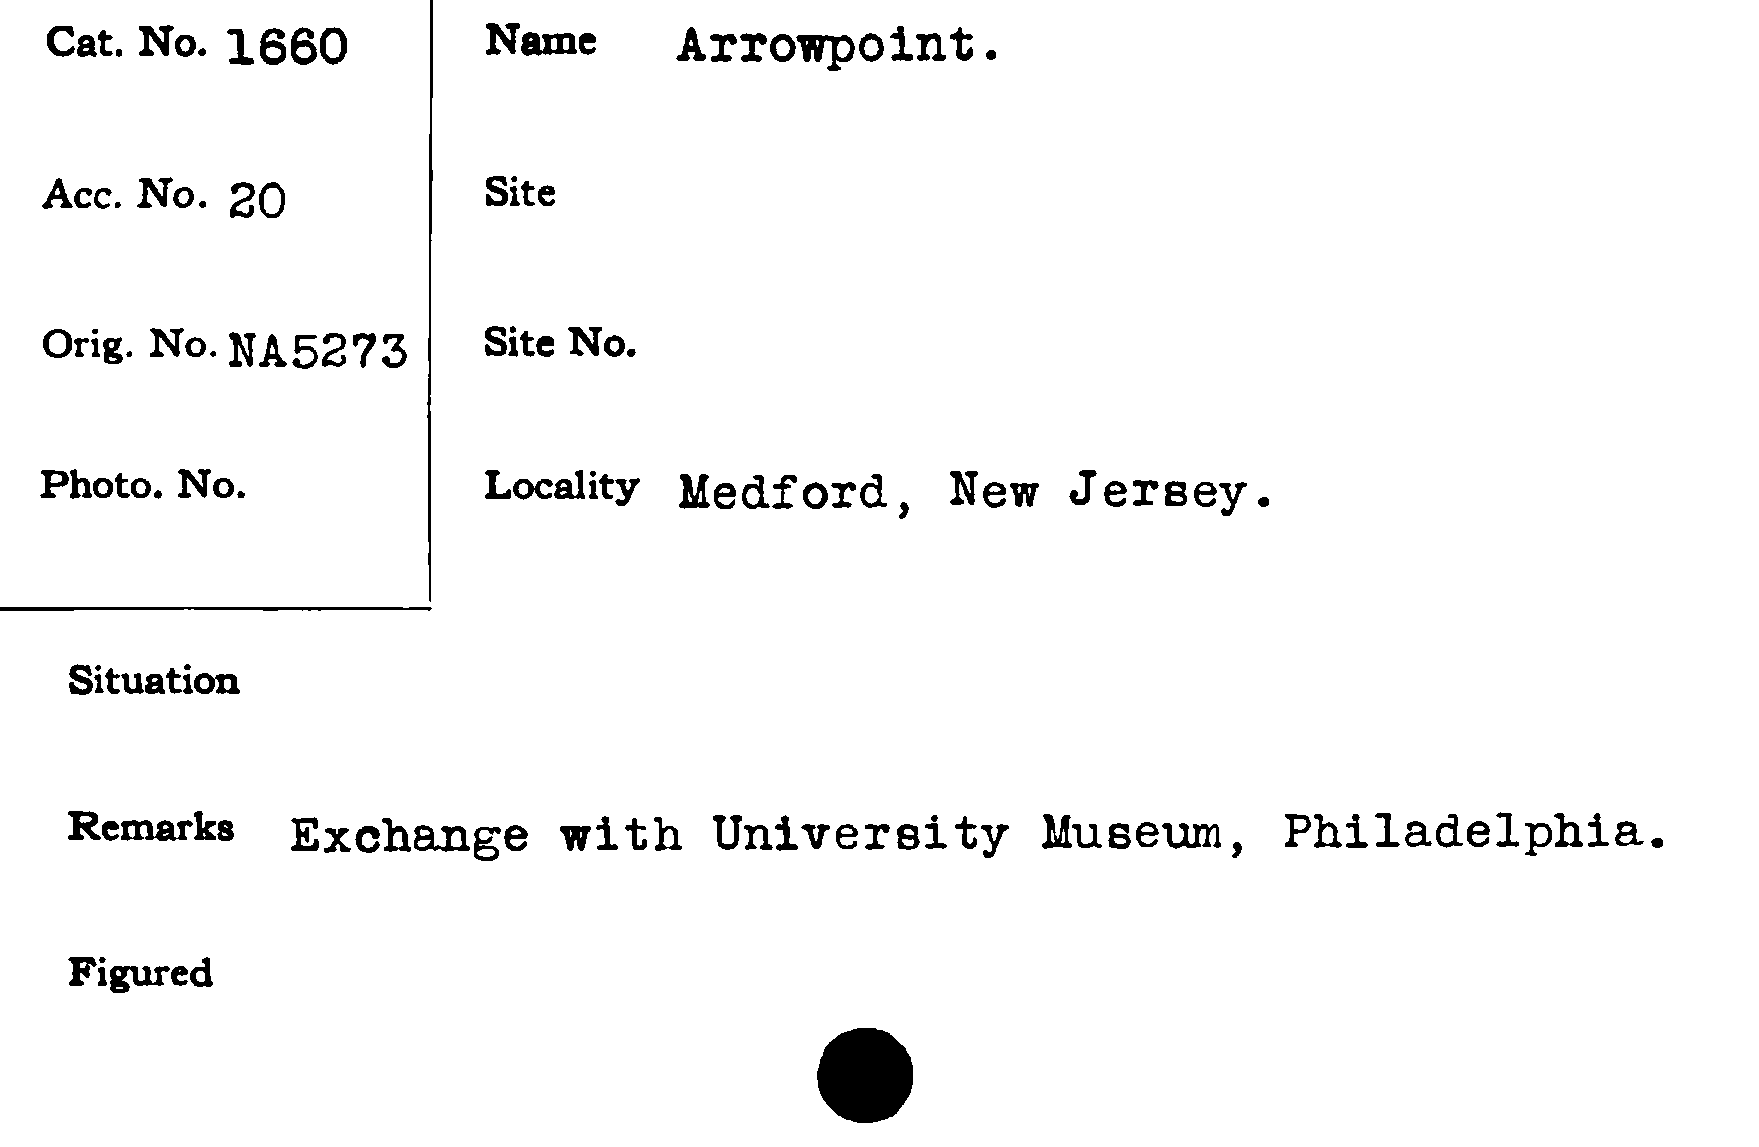 Cat. No. 1660
Name Arrowpoint.
Acc. No. 20
Site
Orig. No. NA5273
Site No.
Photo. No.
Locality Medford, New Jersey.
Situation
Remarks Exchange with University Museum, Philadelphia.
Figured